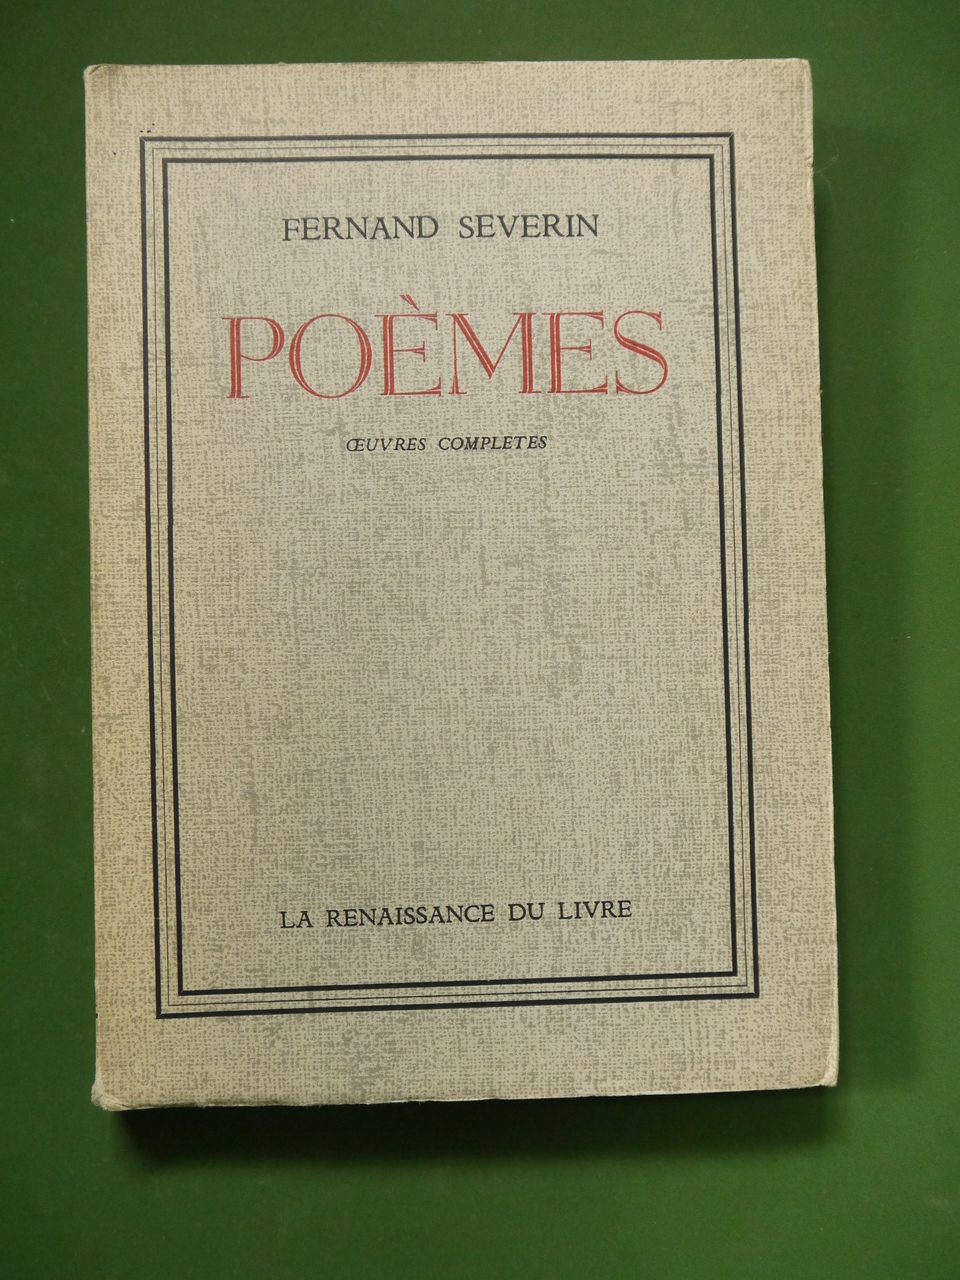 FERNAND SEVERIN
POÈMES
ŒUVRES COMPLETES
LA RENAISSANCE DU LIVRE